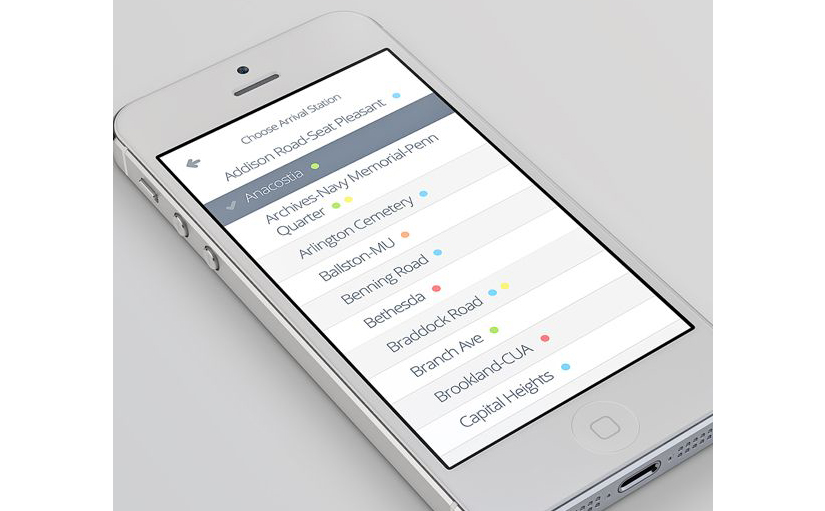 Choose Arrival Station
Addison Road-Seat Pleasant
Anacostia
Archives-Navy Memorial-Penn
Quarter
Arlington Cemetery
Ballston-MU
Benning Road
Bethesda
Braddock Road
Branch Ave
Brookland-CUA
Capital Heights